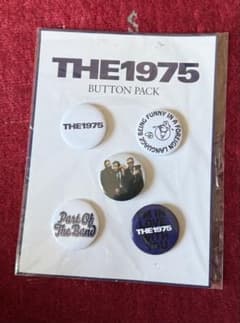 THE1975
BUTTON PACK
THE1975
BEING FUNNY IN A FOREIGN LANGUAGE
Part Of
The Band
THE1975